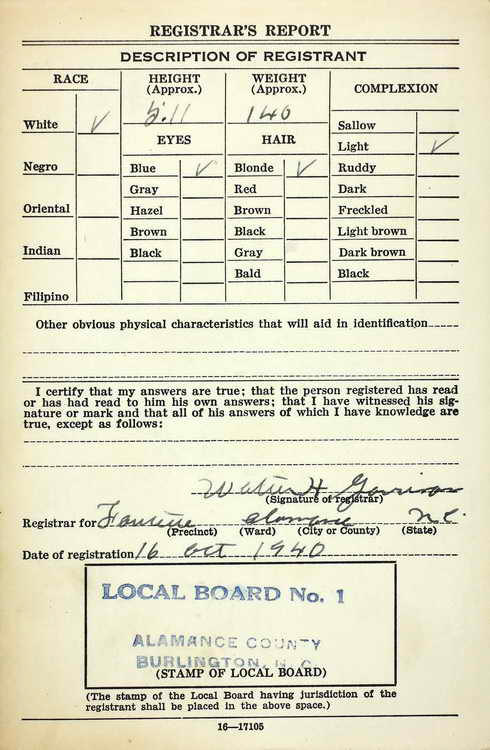 REGISTRAR'S REPORT
DESCRIPTION OF REGISTRANT
RACE HEIGHT (Approx.) WEIGHT (Approx.) COMPLEXION
5.11 140
White ✓
EYES HAIR
Sallow
Light ✓
Negro Blue ✓ Blonde ✓ Ruddy
Gray Red Dark
Oriental Hazel Brown Freckled
Brown Black Light brown
Indian Black Gray Dark brown
Bald Black
Filipino
Other obvious physical characteristics that will aid in identification
I certify that my answers are true; that the person registered has read
or has had read to him his own answers; that I have witnessed his sig-
nature or mark and that all of his answers of which I have knowledge are
true, except as follows:
Walter H Garrison
(Signature of registrar)
Registrar for Alamance N.C.
(Precinct) (Ward) (City or County) (State)
Date of registration 16 Oct 1940
LOCAL BOARD No. 1
ALAMANCE COUNTY
BURLINGTON, N. C.
(STAMP OF LOCAL BOARD)
(The stamp of the Local Board having jurisdiction of the
registrant shall be placed in the above space.)
16—17105